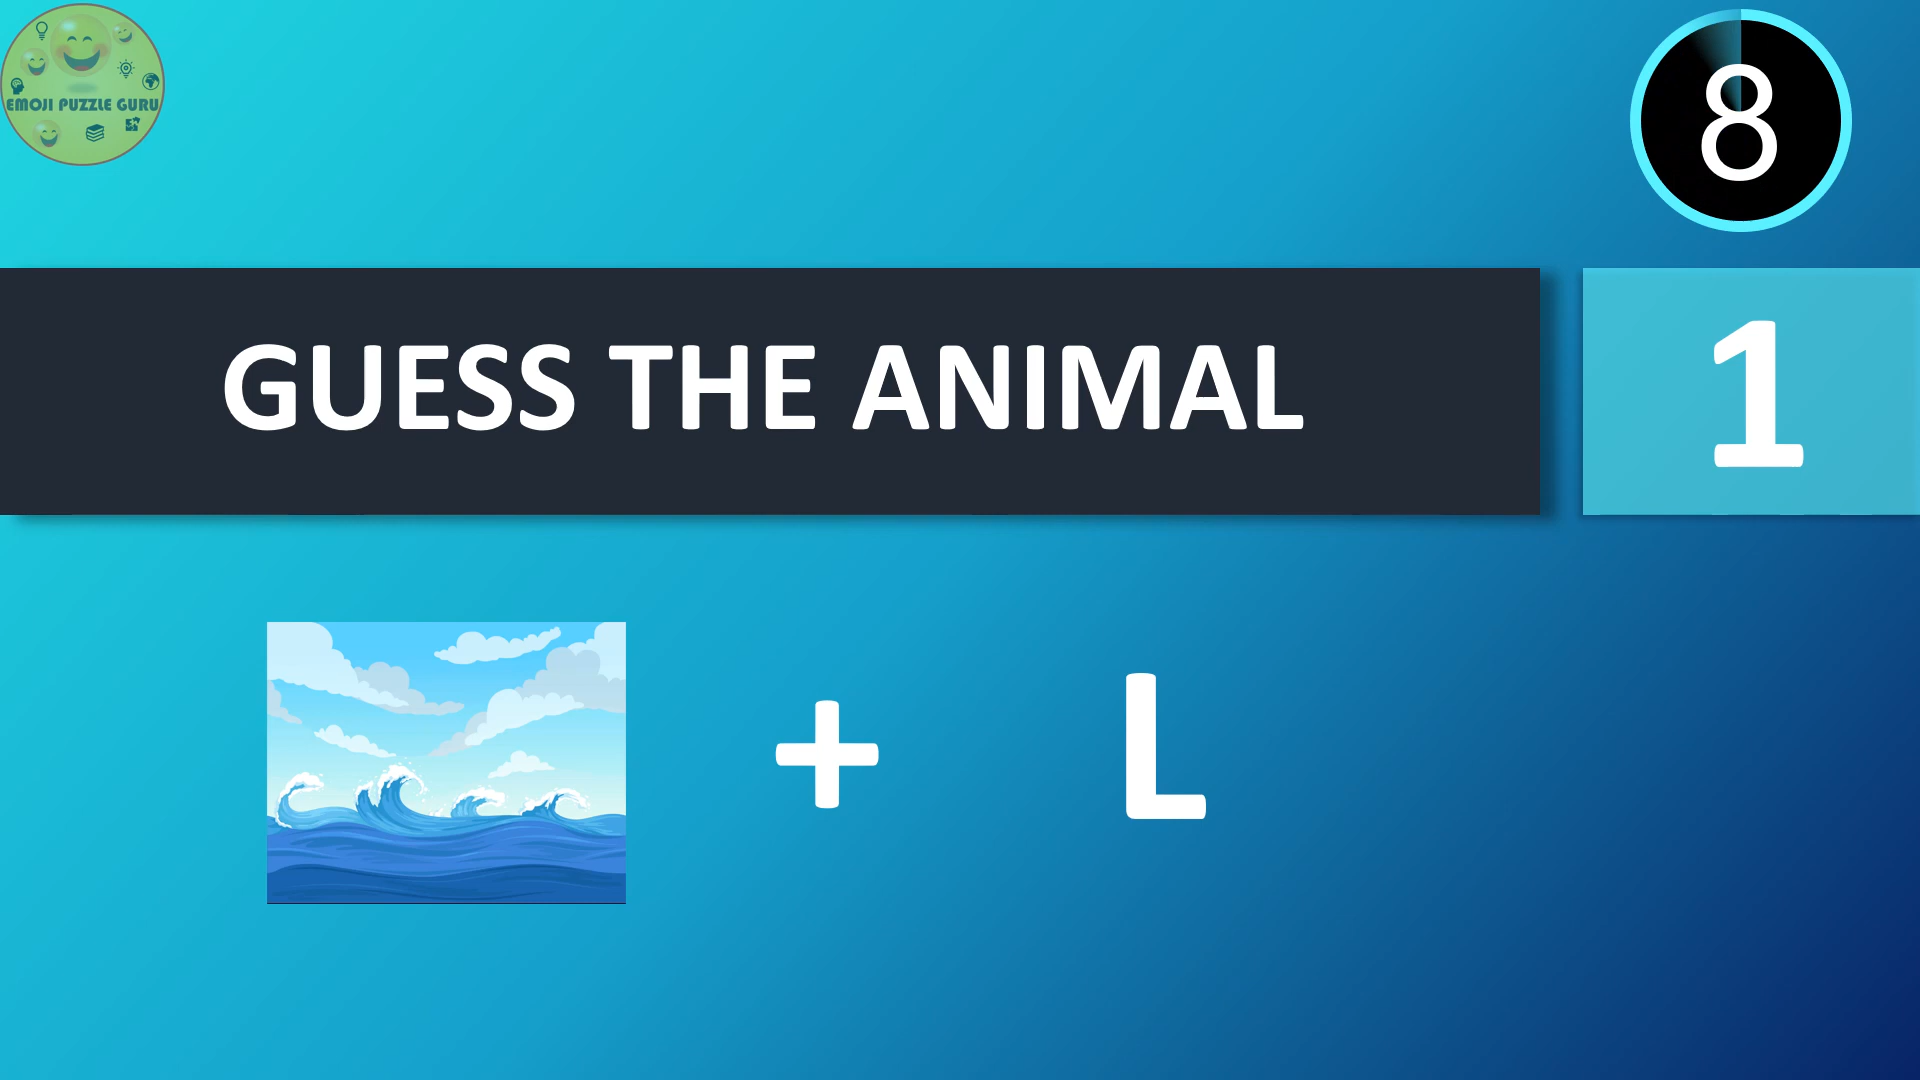 EMOJI PUZZLE GURU
8
GUESS THE ANIMAL
1
+ L